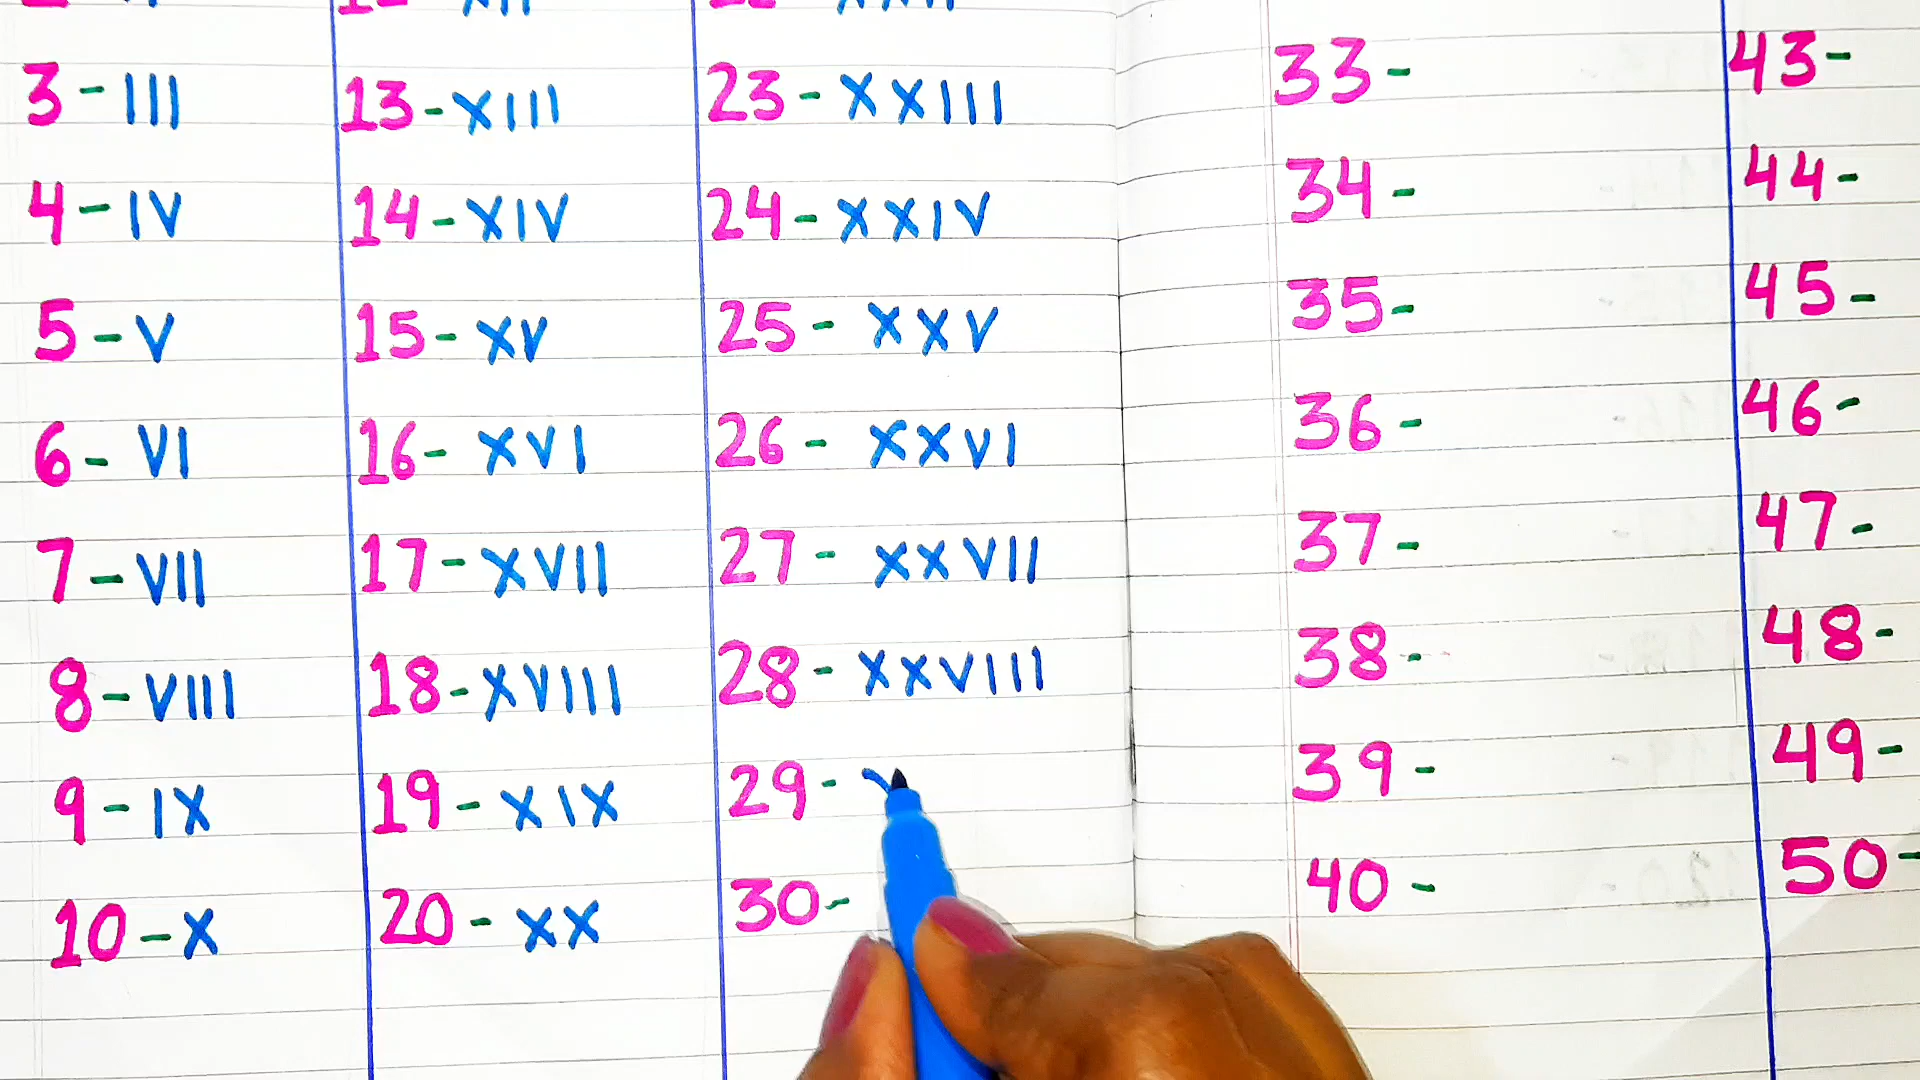 3 - III
4 - IV
5 - V
6 - VI
7 - VII
8 - VIII
9 - IX
10 - X
13 - XIII
14 - XIV
15 - XV
16 - XVI
17 - XVII
18 - XVIII
19 - XIX
20 - XX
23 - XXIII
24 - XXIV
25 - XXV
26 - XXVI
27 - XXVII
28 - XXVIII
29 -
30 -
33 -
34 -
35 -
36 -
37 -
38 -
39 -
40 -
43 -
44 -
45 -
46 -
47 -
48 -
49 -
50 -